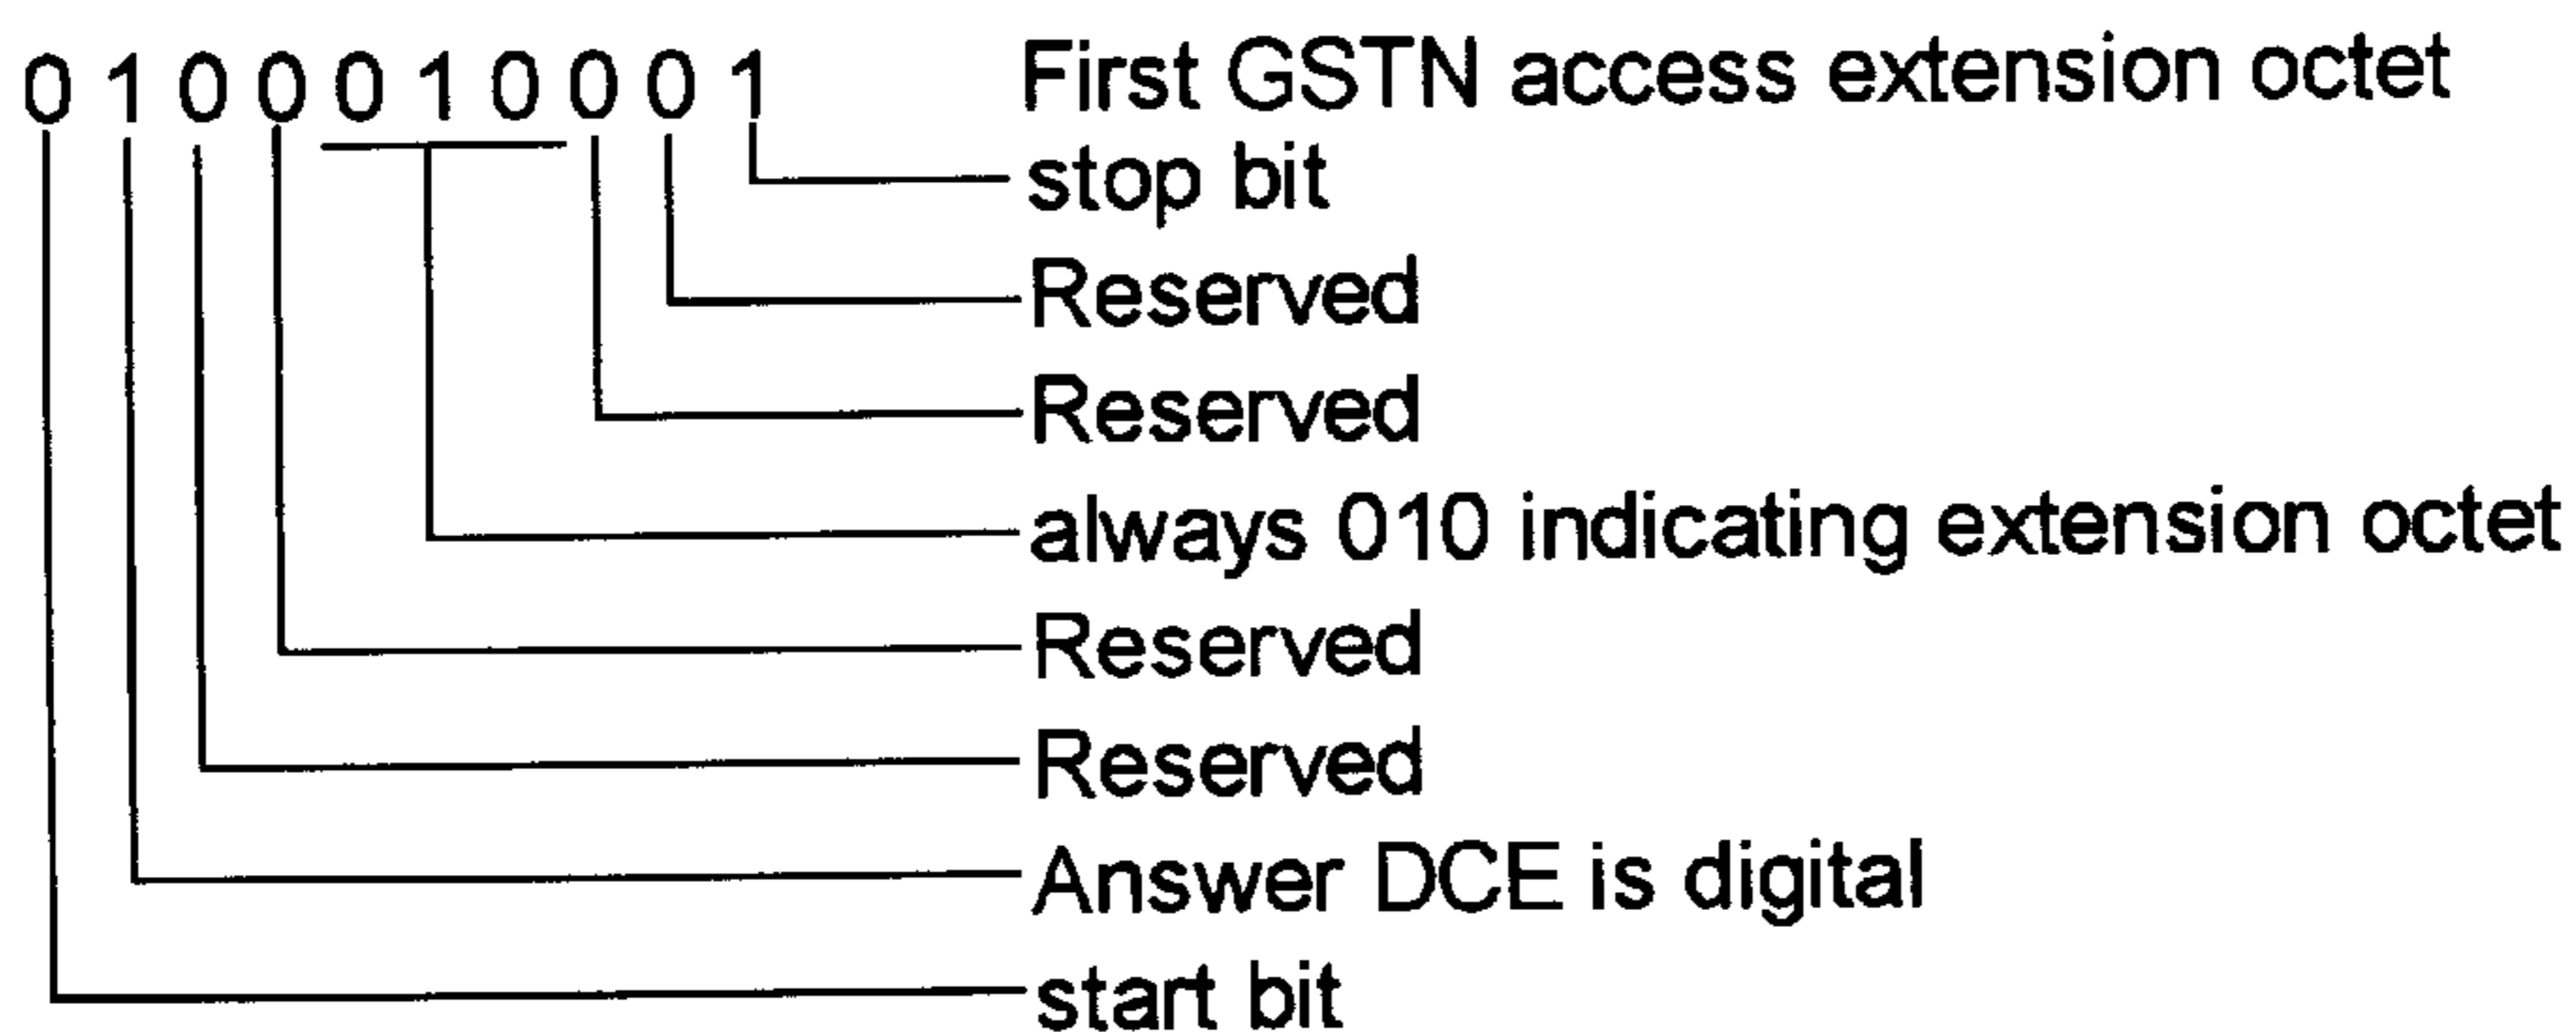 0 1 0 0 0 1 0 0 0 1 First GSTN access extension octet
stop bit
Reserved
Reserved
always 010 indicating extension octet
Reserved
Reserved
Answer DCE is digital
start bit